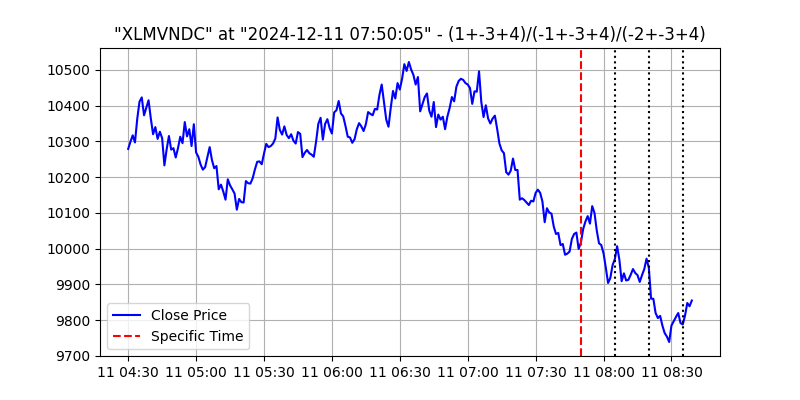 "XLMVNDC" at "2024-12-11 07:50:05" - (1+-3+4)/(-1+-3+4)/(-2+-3+4)
10500
10400
10300
10200
10100
10000
9900
9800
9700
Close Price
Specific Time
11 04:30 11 05:00 11 05:30 11 06:00 11 06:30 11 07:00 11 07:30 11 08:00 11 08:30